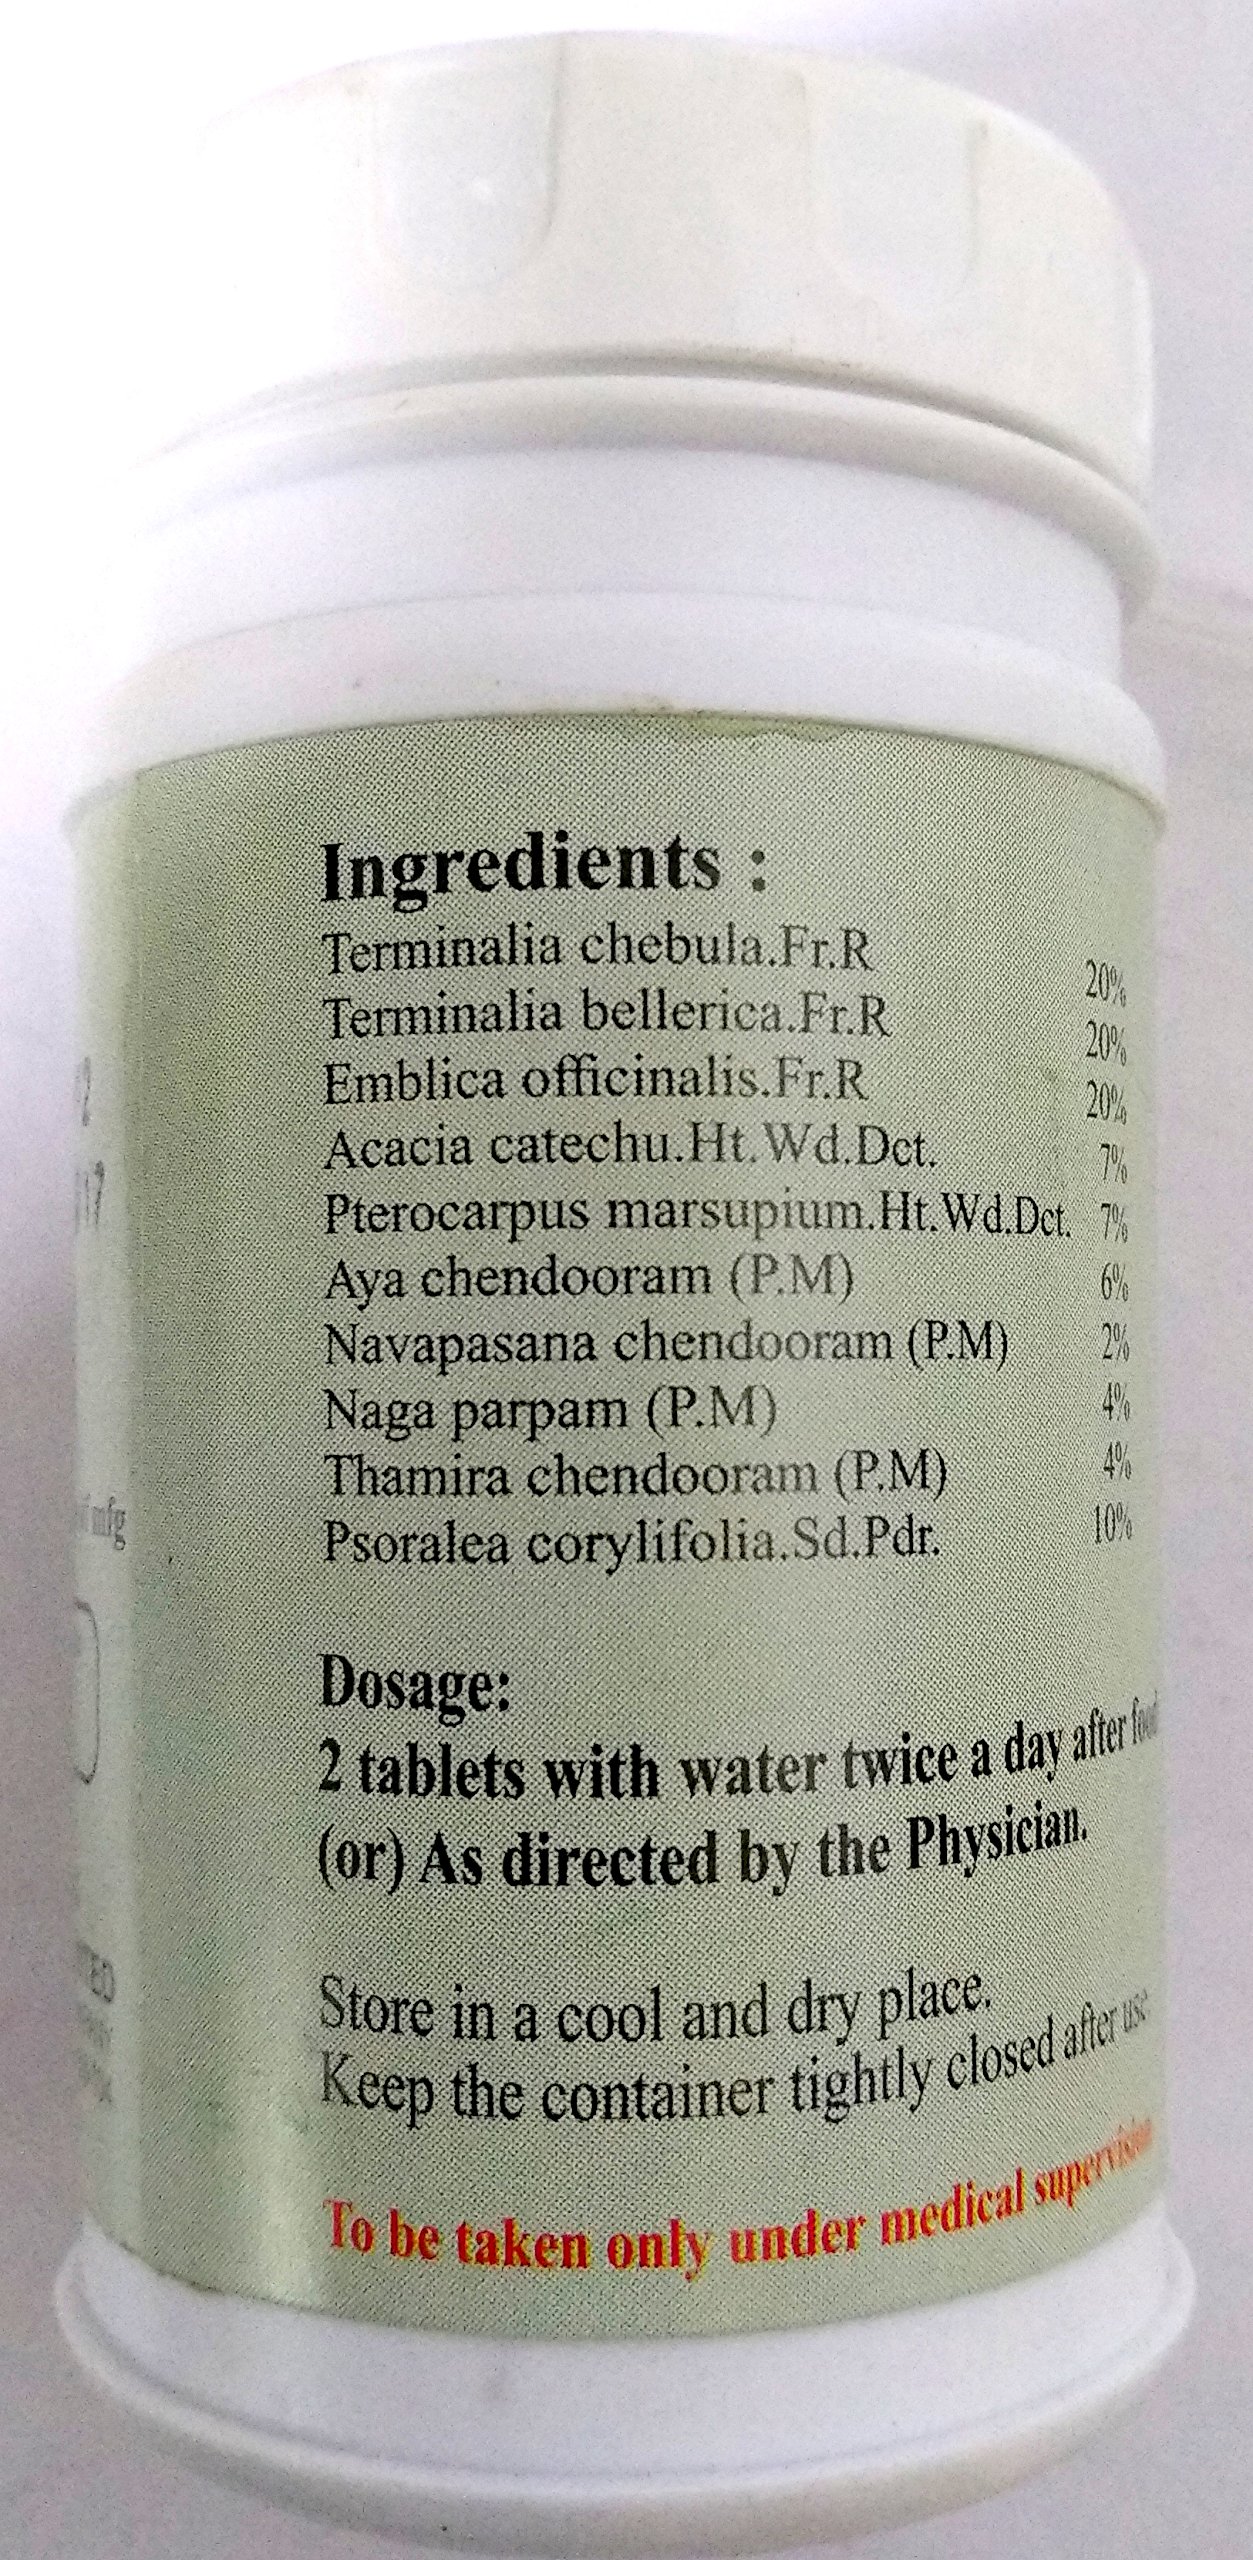 Ingredients :
Terminalia chebula.Fr.R 20%
Terminalia bellerica.Fr.R 20%
Emblica officinalis.Fr.R 20%
Acacia catechu.Ht.Wd.Dct. 7%
Pterocarpus marsupium.Ht.Wd.Dct. 7%
Aya chendooram (P.M) 6%
Navapasana chendooram (P.M) 2%
Naga parpam (P.M) 4%
Thamira chendooram (P.M) 4%
Psoralea corylifolia.Sd.Pdr. 10%
Dosage:
2 tablets with water twice a day after food
(or) As directed by the Physician.
Store in a cool and dry place.
Keep the container tightly closed after use
To be taken only under medical supervision
mfg